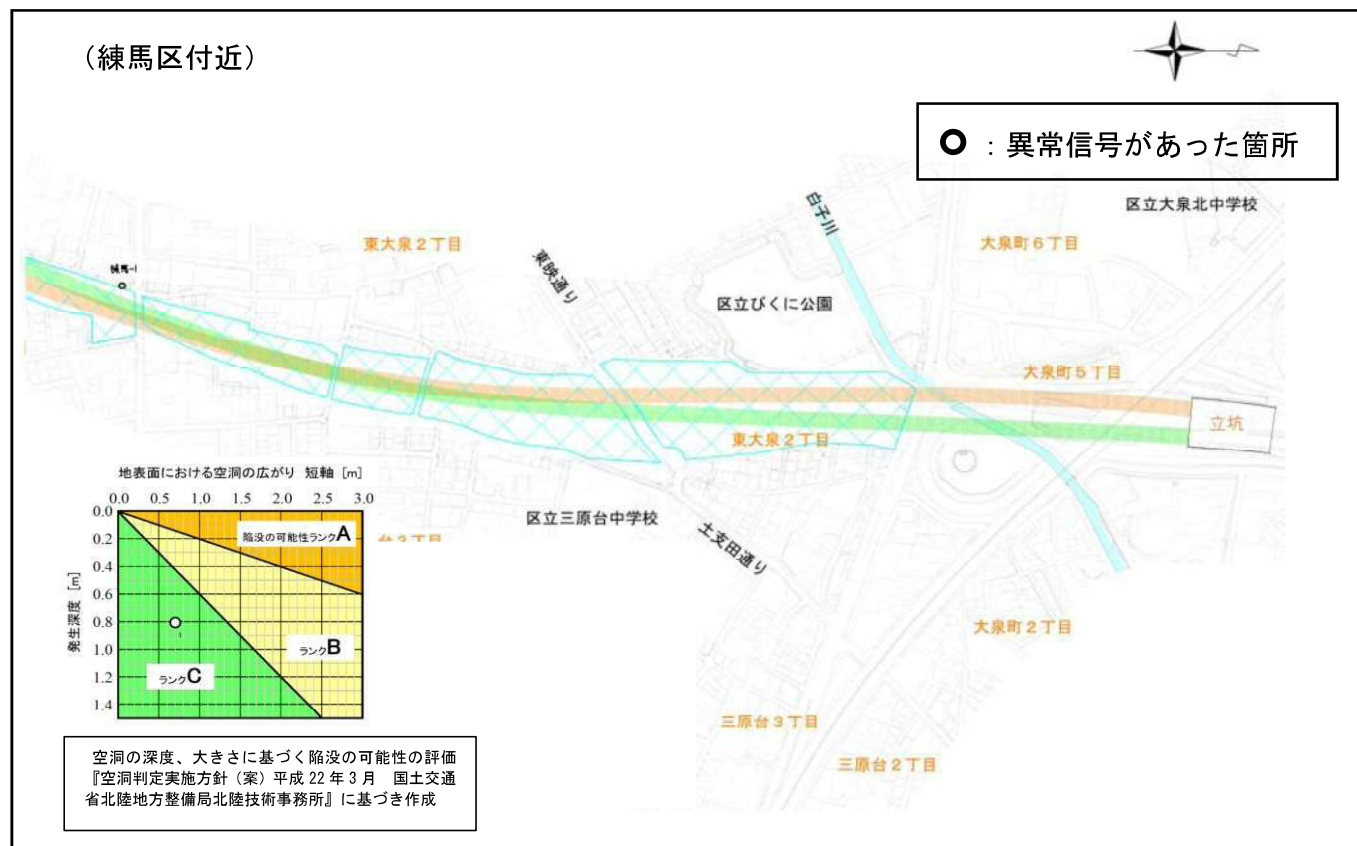 (練馬区付近)
○ : 異常信号があった箇所
区立大泉北中学校
白子川
東大泉２丁目
大泉町６丁目
東映通り
練馬-1
区立びくに公園
大泉町５丁目
立坑
東大泉２丁目
地表面における空洞の広がり 短軸 [m]
0.0 0.5 1.0 1.5 2.0 2.5 3.0
区立三原台中学校
土支田通り
発生深度 [m]
0.0
0.2
0.4
0.6
0.8
1.0
1.2
1.4
陥没の可能性ランクA
ランクB
ランクC
1
台３丁目
大泉町２丁目
三原台３丁目
三原台２丁目
空洞の深度、大きさに基づく陥没の可能性の評価
『空洞判定実施方針（案）平成 22 年 3 月　国土交通
省北陸地方整備局北陸技術事務所』に基づき作成